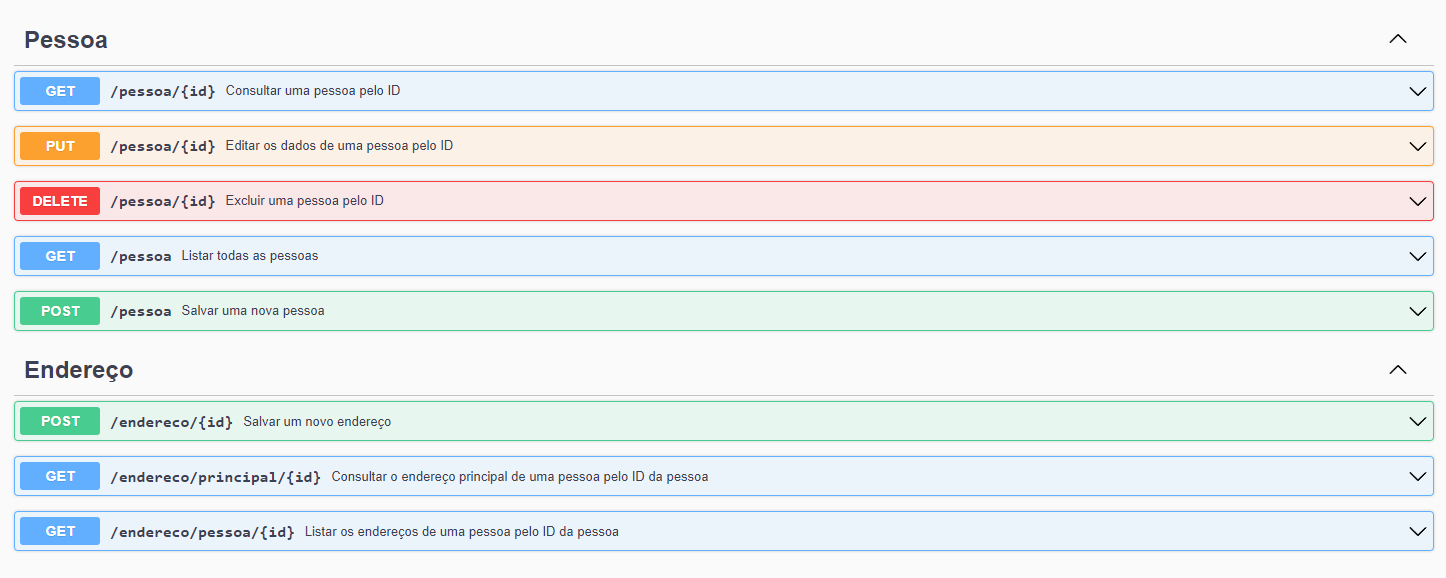 Pessoa
GET /pessoa/{id} Consultar uma pessoa pelo ID
PUT /pessoa/{id} Editar os dados de uma pessoa pelo ID
DELETE /pessoa/{id} Excluir uma pessoa pelo ID
GET /pessoa Listar todas as pessoas
POST /pessoa Salvar uma nova pessoa
Endereço
POST /endereco/{id} Salvar um novo endereço
GET /endereco/principal/{id} Consultar o endereço principal de uma pessoa pelo ID da pessoa
GET /endereco/pessoa/{id} Listar os endereços de uma pessoa pelo ID da pessoa